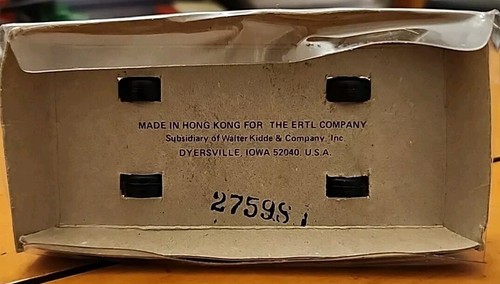 MADE IN HONG KONG FOR THE ERTL COMPANY
Subsidiary of Walter Kidde & Company, Inc.
DYERSVILLE, IOWA 52040. U.S.A.
27598